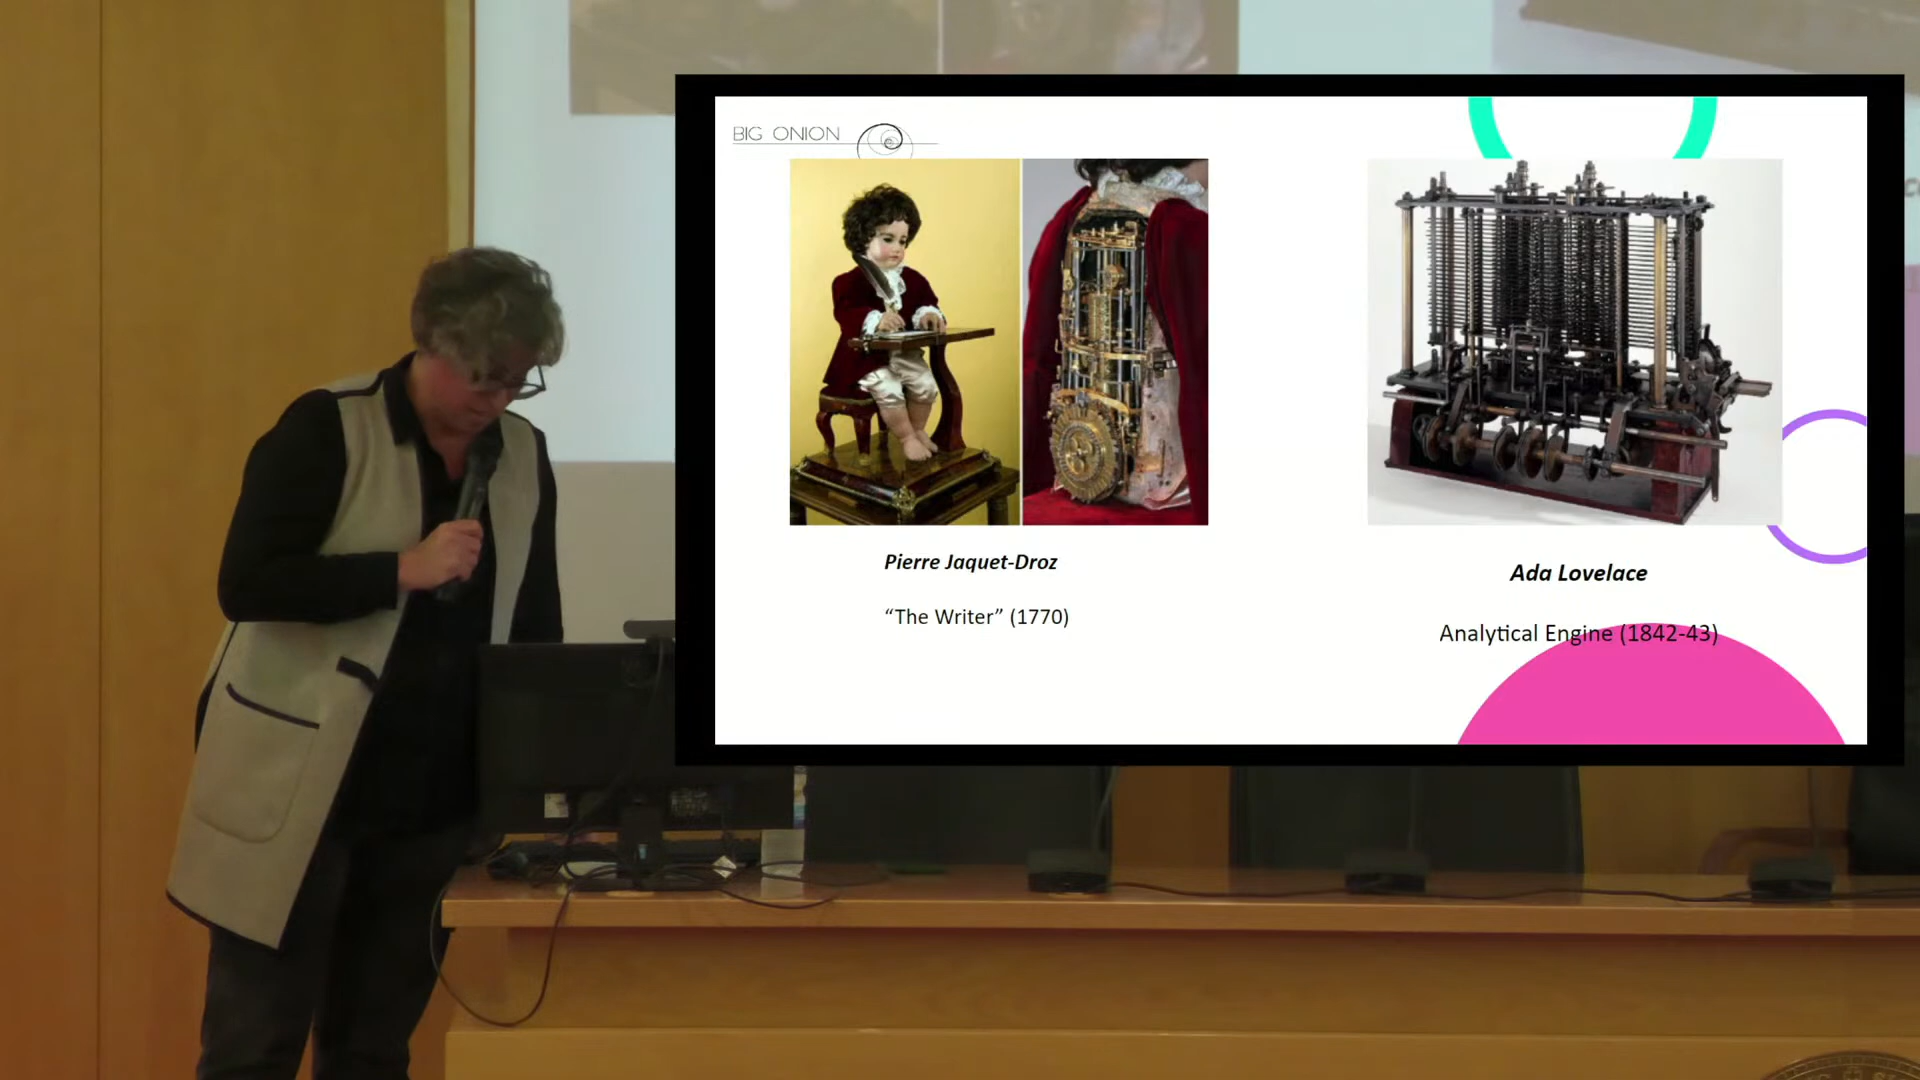 BIG ONION
Pierre Jaquet-Droz
“The Writer” (1770)
Ada Lovelace
Analytical Engine (1842-43)